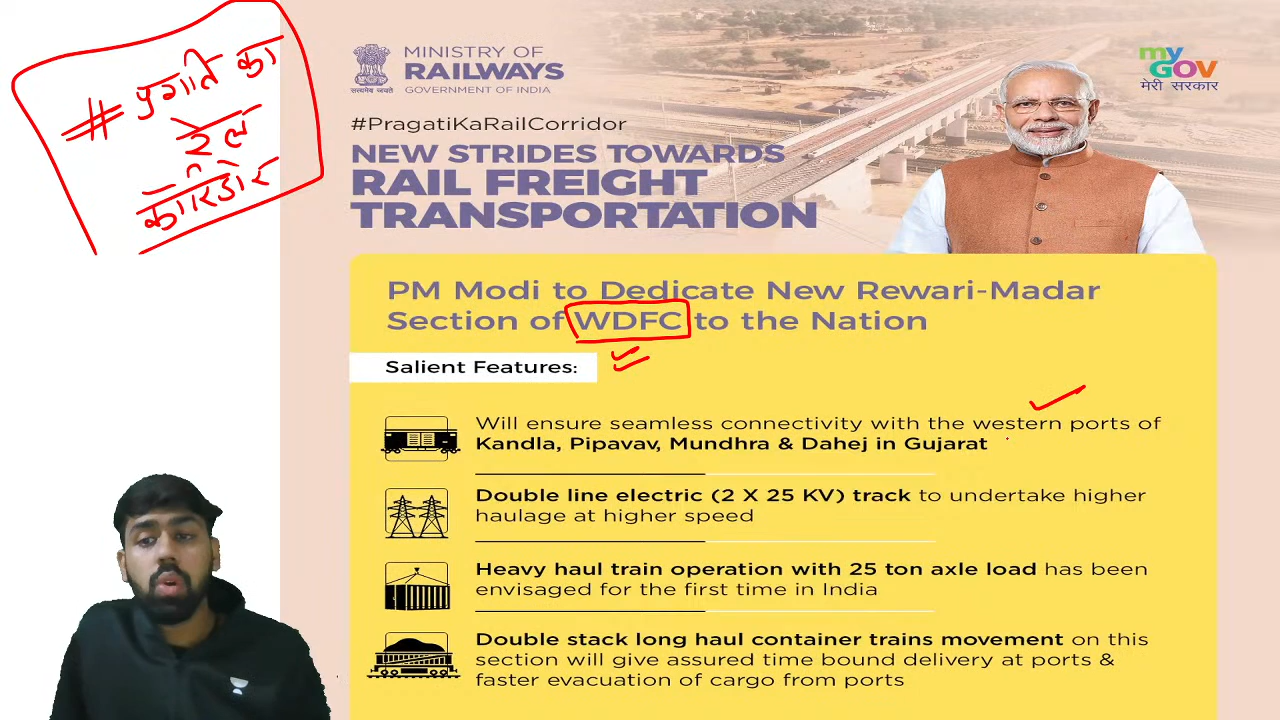 # प्रगति का
रेल
कॉरिडोर
MINISTRY OF
RAILWAYS
GOVERNMENT OF INDIA
सत्यमेव जयते
my
GOV
मेरी सरकार
#PragatiKaRailCorridor
NEW STRIDES TOWARDS
RAIL FREIGHT
TRANSPORTATION
PM Modi to Dedicate New Rewari-Madar
Section of WDFC to the Nation
Salient Features:
Will ensure seamless connectivity with the western ports of
Kandla, Pipavav, Mundhra & Dahej in Gujarat
Double line electric (2 X 25 KV) track to undertake higher
haulage at higher speed
Heavy haul train operation with 25 ton axle load has been
envisaged for the first time in India
Double stack long haul container trains movement on this
section will give assured time bound delivery at ports &
faster evacuation of cargo from ports